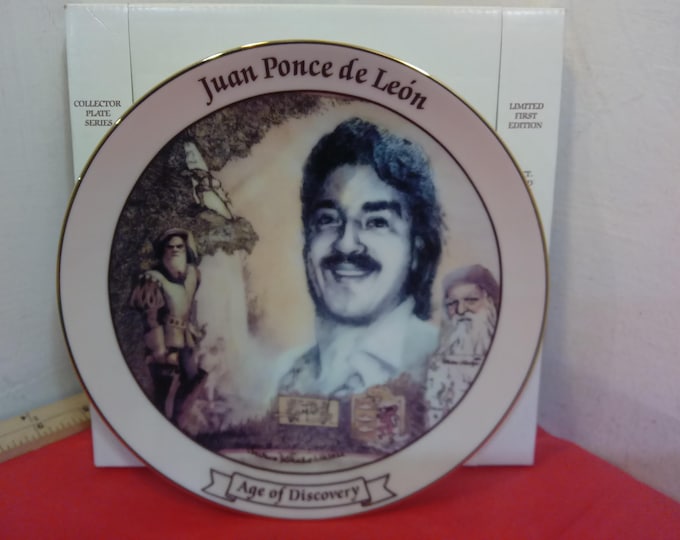 Juan Ponce de León
COLLECTOR
PLATE
SERIES
LIMITED
FIRST
EDITION
Age of Discovery